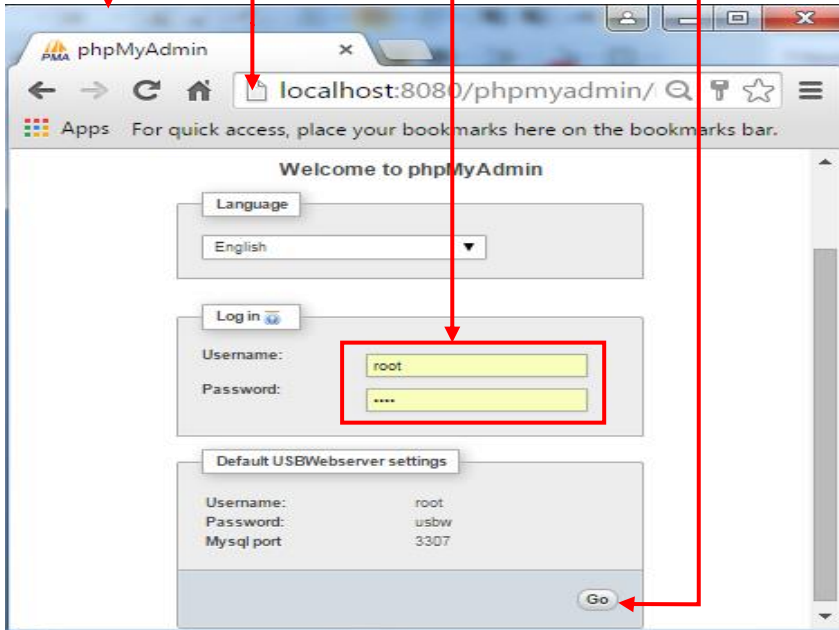 PMA phpMyAdmin
localhost:8080/phpmyadmin/
Apps For quick access, place your bookmarks here on the bookmarks bar.
Welcome to phpMyAdmin
Language
English
Log in
Username: root
Password: ••••
Default USBWebserver settings
Username: root
Password: usbw
Mysql port 3307
Go